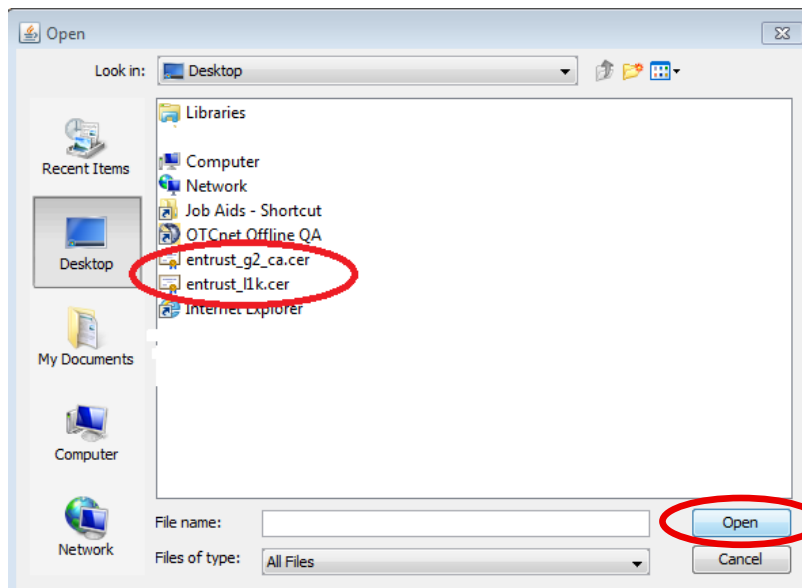 Open
Look in:
Desktop
Libraries
Computer
Network
Job Aids - Shortcut
OTCnet Offline QA
entrust_g2_ca.cer
entrust_l1k.cer
Internet Explorer
Recent Items
Desktop
My Documents
Computer
Network
File name:
Open
Files of type:
All Files
Cancel